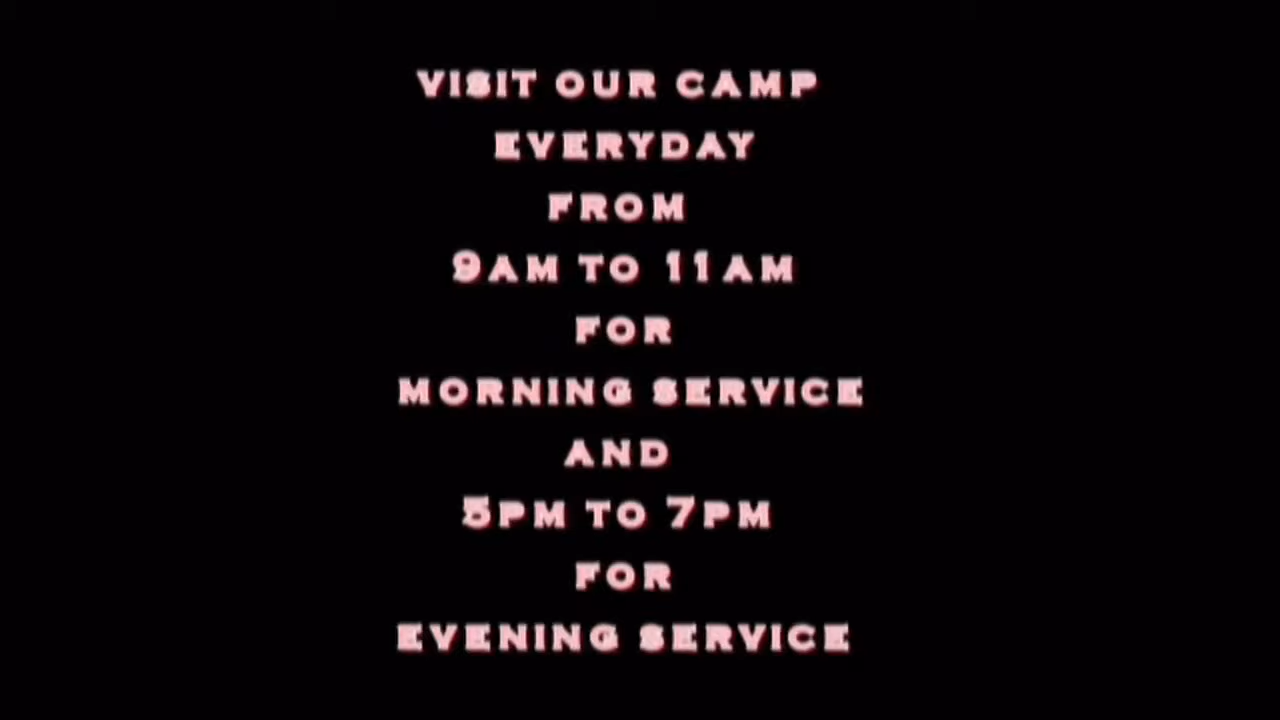 VISIT OUR CAMP
EVERYDAY
FROM
9AM TO 11AM
FOR
MORNING SERVICE
AND
5PM TO 7PM
FOR
EVENING SERVICE